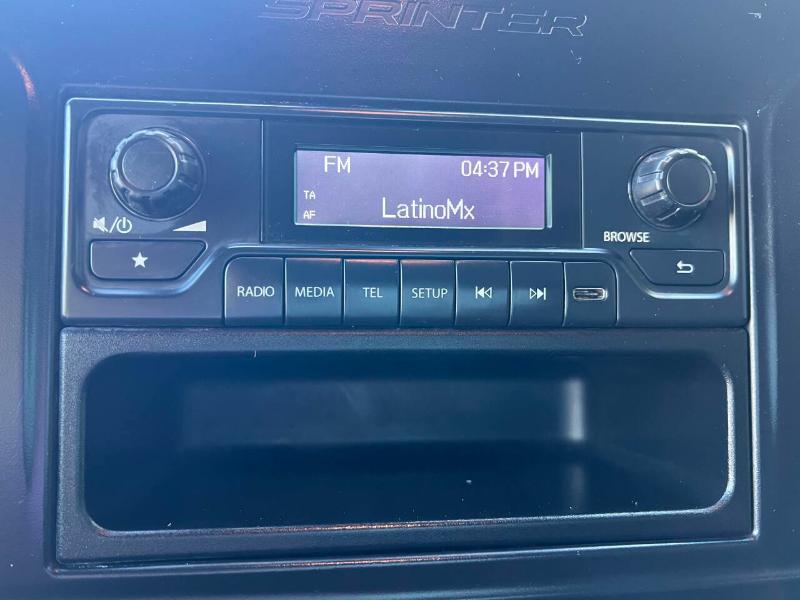 SPRINTER
FM 04:37 PM
TA
AF LatinoMx
BROWSE
RADIO MEDIA TEL SETUP